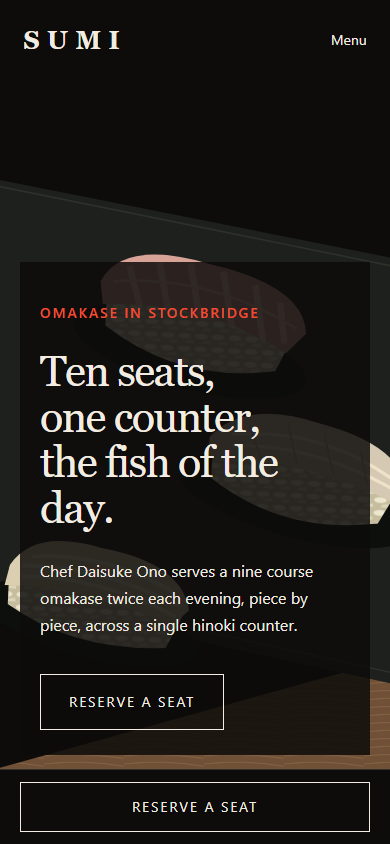 SUMI
Menu
OMAKASE IN STOCKBRIDGE
Ten seats,
one counter,
the fish of the
day.
Chef Daisuke Ono serves a nine course
omakase twice each evening, piece by
piece, across a single hinoki counter.
RESERVE A SEAT
RESERVE A SEAT